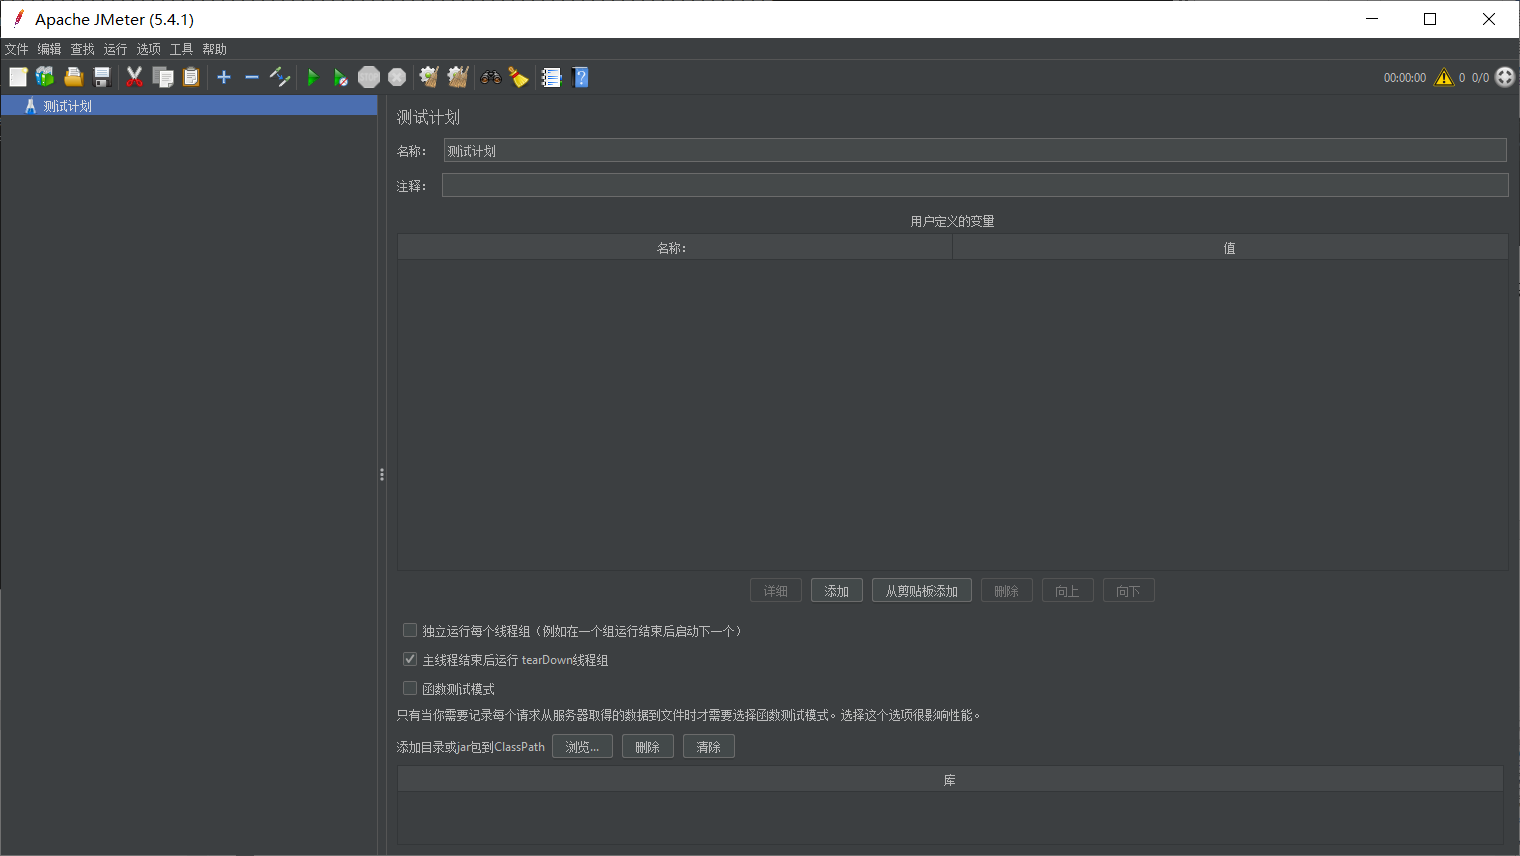 Apache JMeter (5.4.1)
文件 编辑 查找 运行 选项 工具 帮助
STOP
00:00:00 0 0/0
测试计划
测试计划
名称： 测试计划
注释：
用户定义的变量
名称： 值
详细 添加 从剪贴板添加 删除 向上 向下
独立运行每个线程组（例如在一个组运行结束后启动下一个）
主线程结束后运行 tearDown线程组
函数测试模式
只有当你需要记录每个请求从服务器取得的数据到文件时才需要选择函数测试模式。选择这个选项很影响性能。
添加目录或jar包到ClassPath 浏览... 删除 清除
库